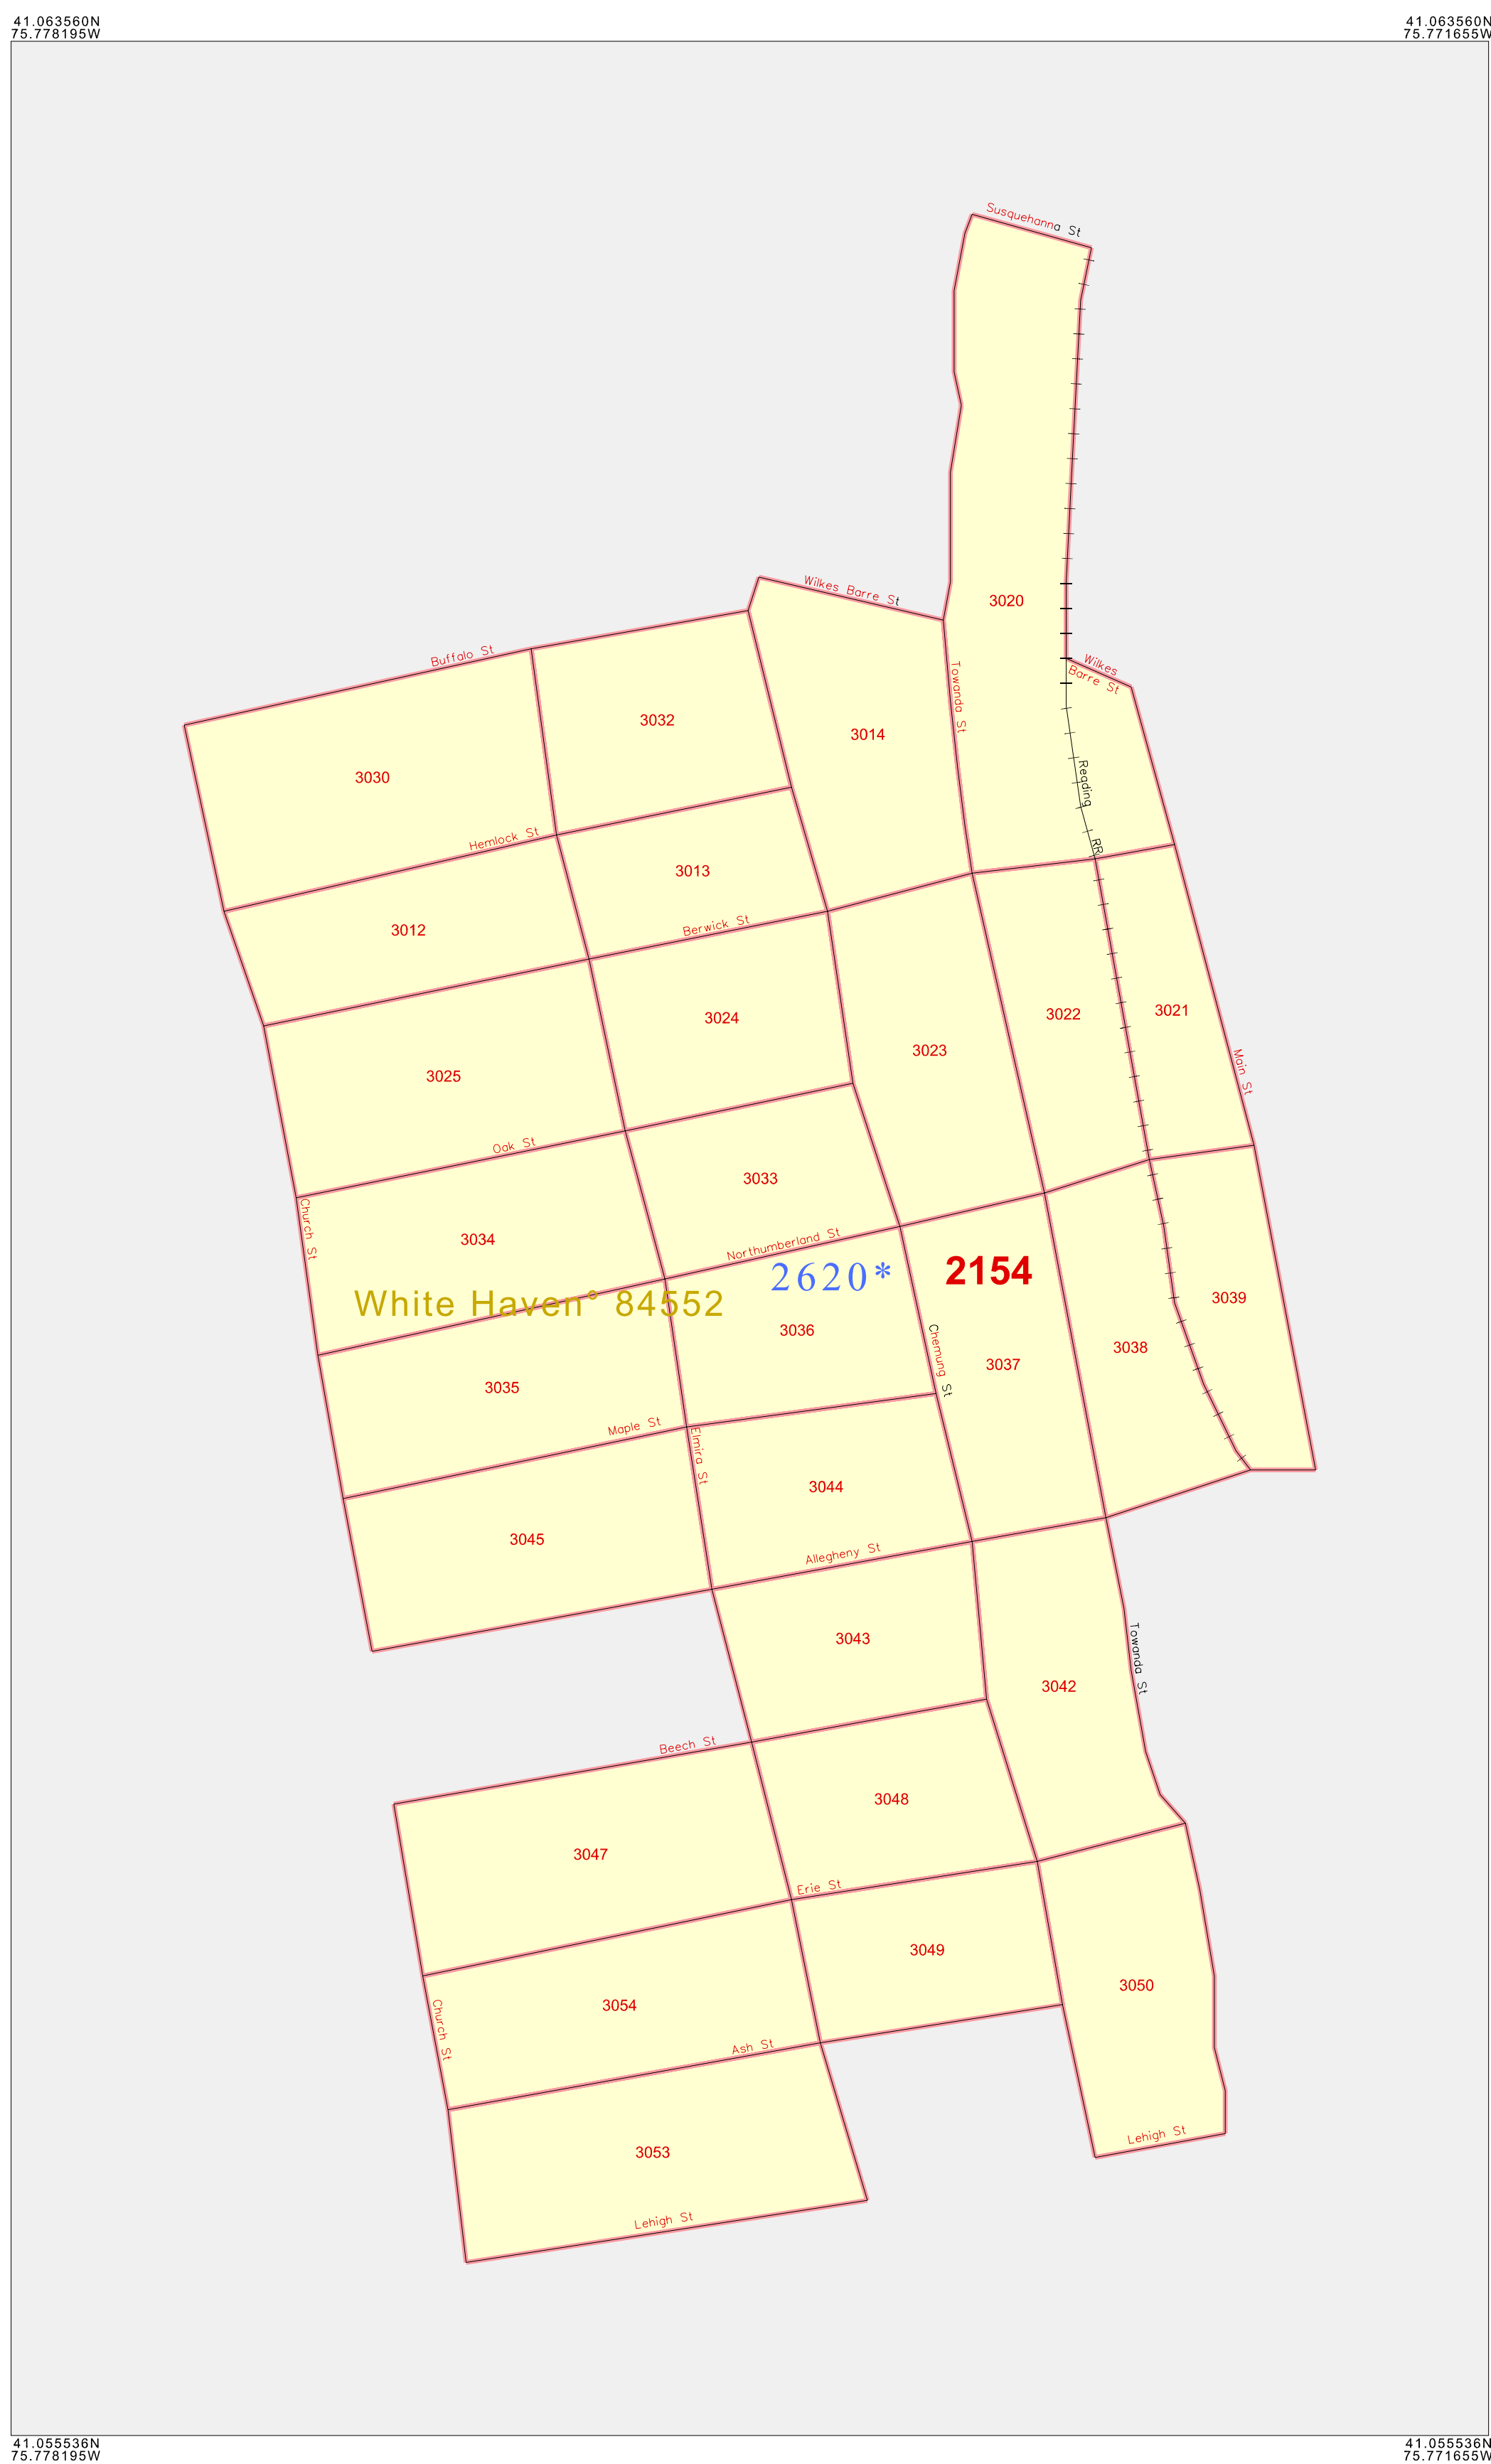 41.063560N
75.778195W
41.063560N
75.771655W
Susquehanna St
Wilkes Barre St
3020
Buffalo St
Wilkes
Barre St
Towanda St
3032
3014
3030
Reading
RR
Hemlock St
3013
3012
Berwick St
3024
3022
3021
3023
3025
Main St
Oak St
3033
Church St
3034
Northumberland St
2620*
2154
White Haven° 84552
3039
3036
Chemung St
3038
3037
3035
Maple St
Elmira St
3044
3045
Allegheny St
3043
Towanda St
3042
Beech St
3048
3047
Erie St
3049
3050
3054
Church St
Ash St
Lehigh St
3053
Lehigh St
41.055536N
75.778195W
41.055536N
75.771655W